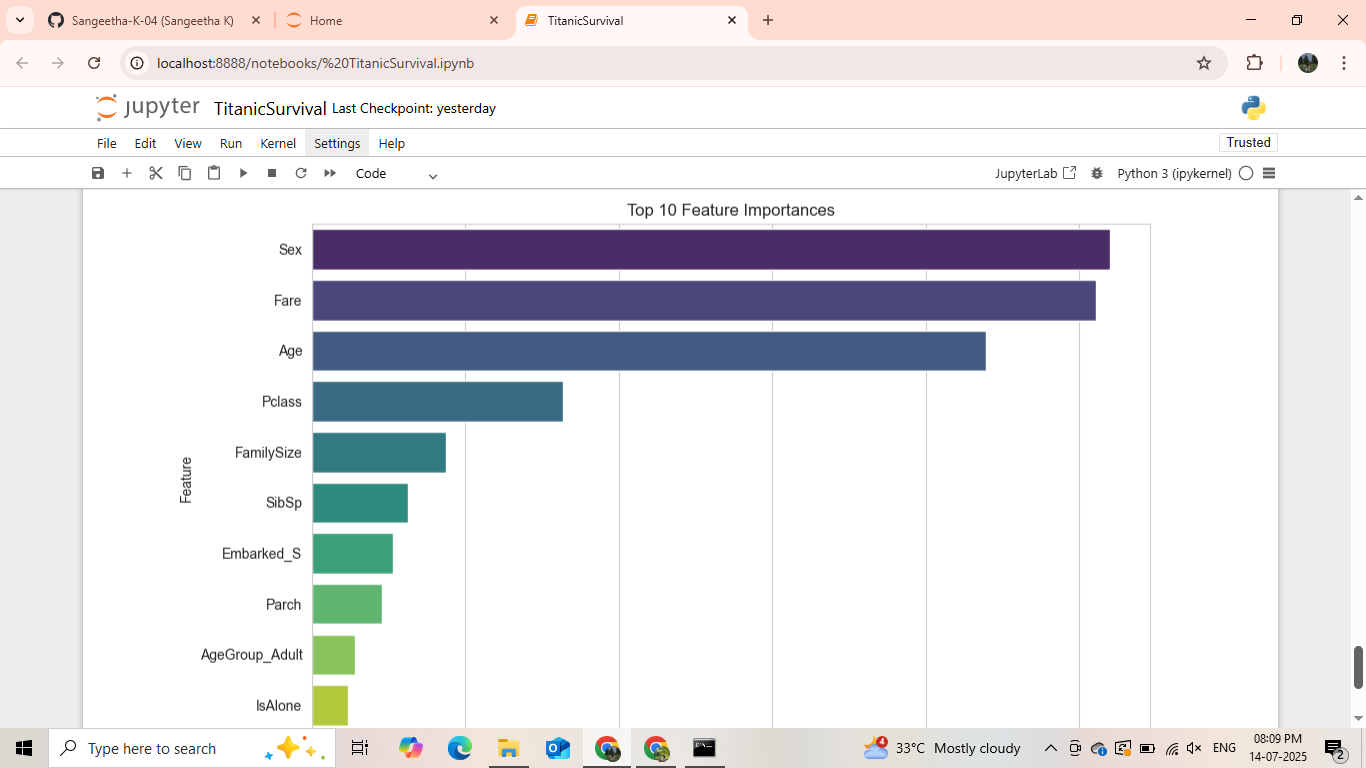 Sangeetha-K-04 (Sangeetha K)
Home
TitanicSurvival
localhost:8888/notebooks/%20TitanicSurvival.ipynb
jupyter TitanicSurvival Last Checkpoint: yesterday
File Edit View Run Kernel Settings Help
Trusted
Code
JupyterLab
Python 3 (ipykernel)
Top 10 Feature Importances
Sex
Fare
Age
Pclass
FamilySize
Feature
SibSp
Embarked_S
Parch
AgeGroup_Adult
IsAlone
Type here to search
4
33°C Mostly cloudy
ENG
08:09 PM
14-07-2025
2